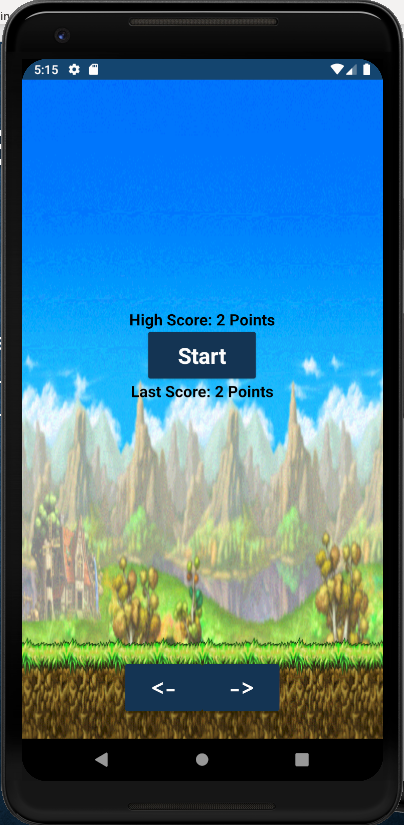 5:15
High Score: 2 Points
Start
Last Score: 2 Points
<- ->